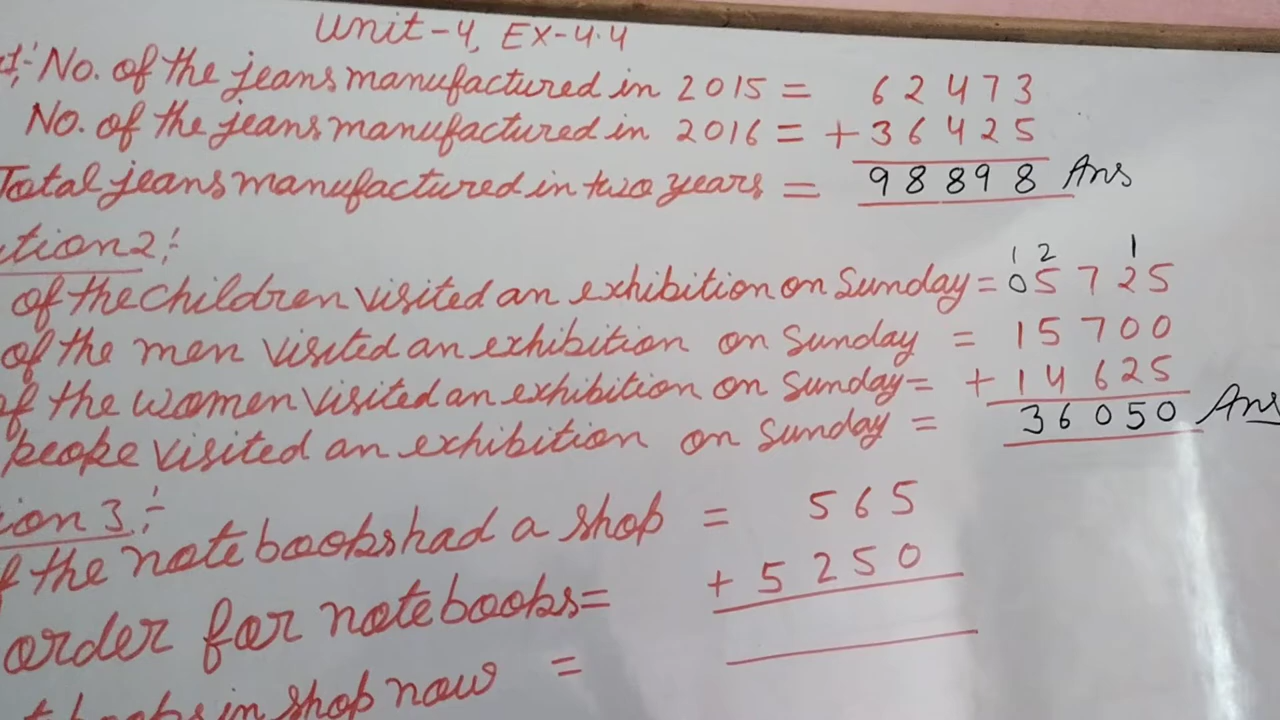 Unit-4, EX-4.4
1:- No. of the jeans manufactured in 2015 = 62473
No. of the jeans manufactured in 2016 = +36425
Total jeans manufactured in two years = 98898 Ans
tion2:-
1 2 1
of the children visited an exhibition on Sunday= 05725
of the men visited an exhibition on Sunday = 15700
of the women visited an exhibition on Sunday= +14625
people visited an exhibition on Sunday = 36050 Ans
ion 3:-
f the notebooks had a shop = 565
order for notebooks= +5250
in shop now =